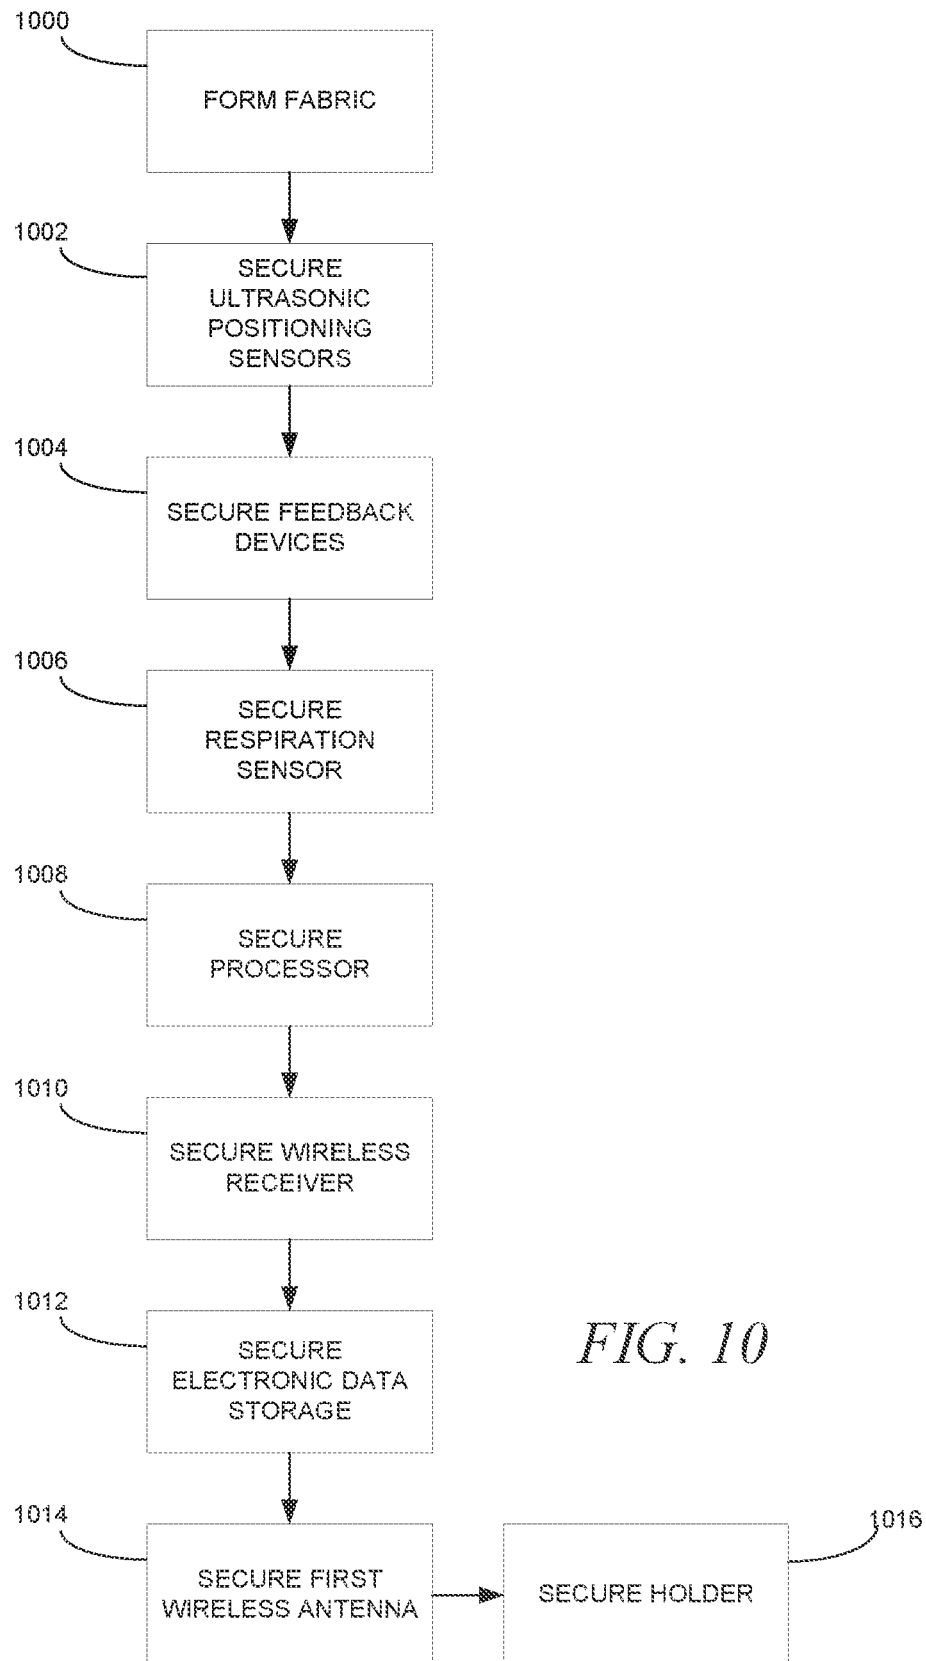 1000
FORM FABRIC
1002
SECURE
ULTRASONIC
POSITIONING
SENSORS
1004
SECURE FEEDBACK
DEVICES
1006
SECURE
RESPIRATION
SENSOR
1008
SECURE
PROCESSOR
1010
SECURE WIRELESS
RECEIVER
1012
SECURE
ELECTRONIC DATA
STORAGE
FIG. 10
1014
SECURE FIRST
WIRELESS ANTENNA
1016
SECURE HOLDER